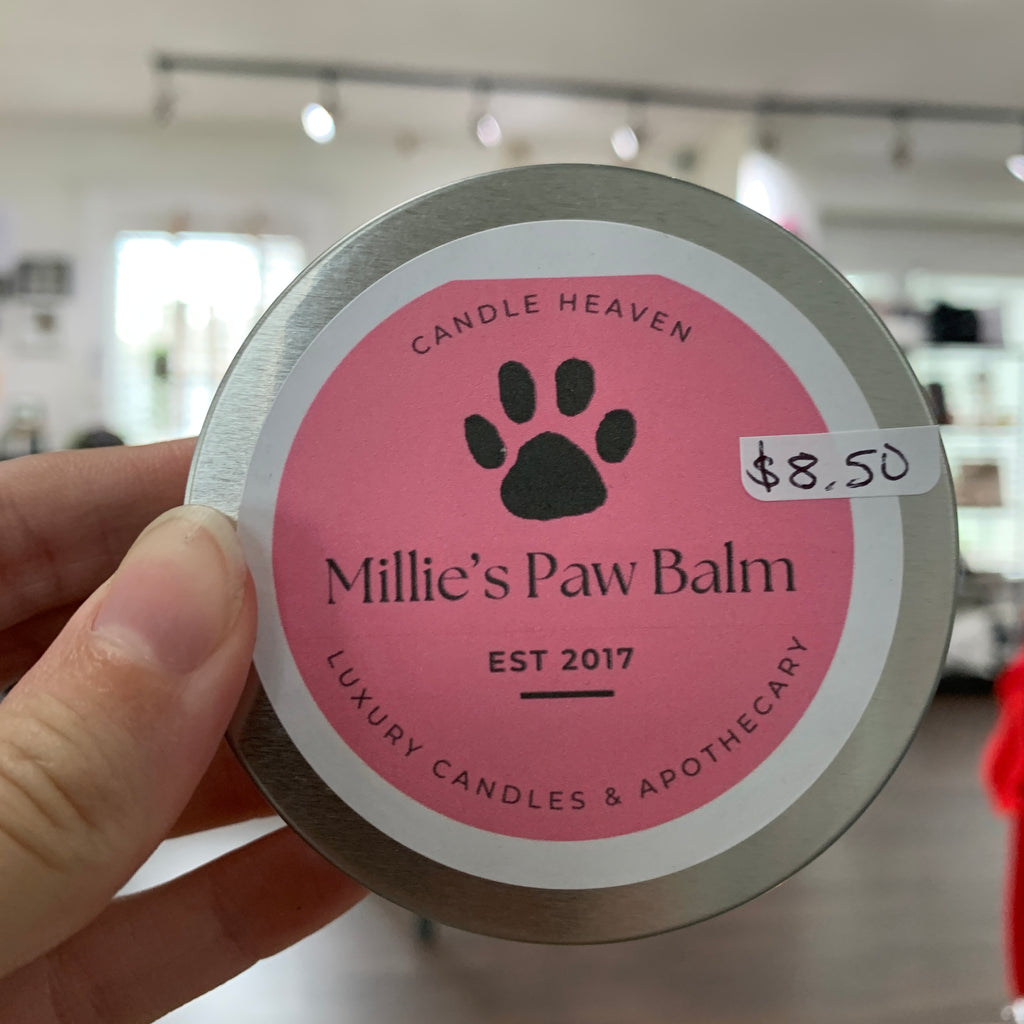 CANDLE HEAVEN
$8.50
Millie's Paw Balm
EST 2017
LUXURY CANDLES & APOTHECARY